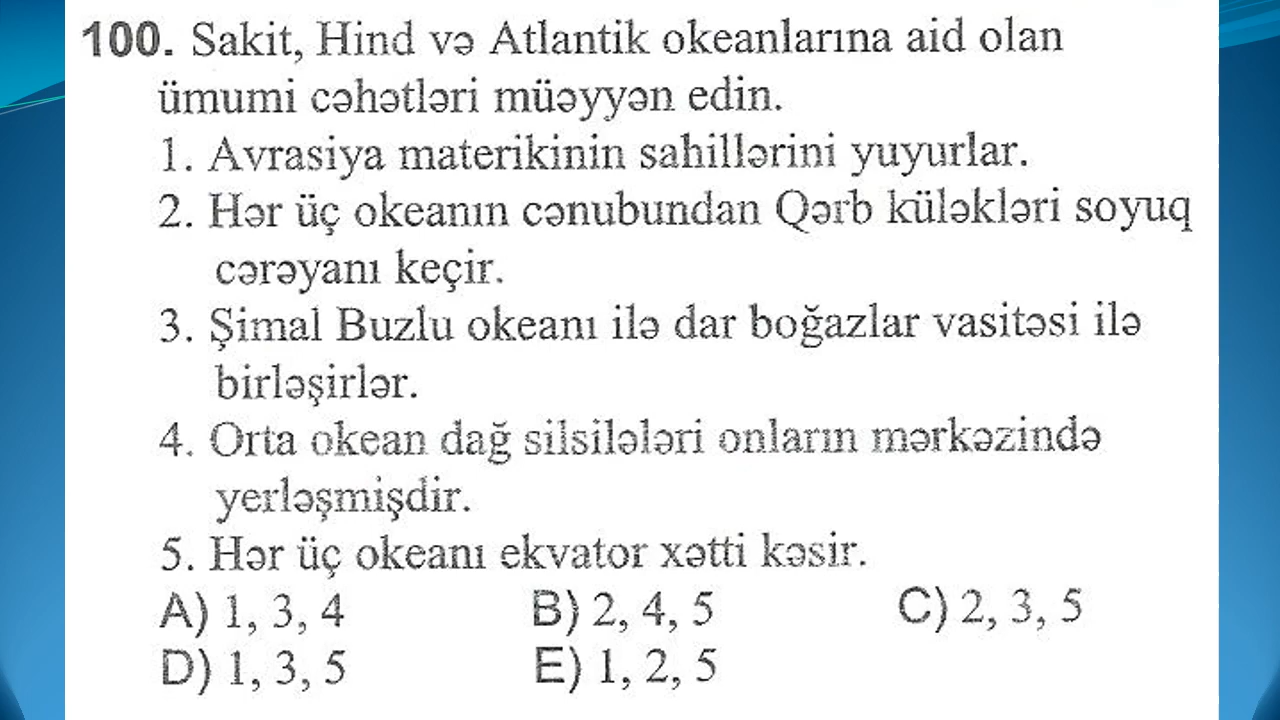 100. Sakit, Hind və Atlantik okeanlarına aid olan
ümumi cəhətləri müəyyən edin.
1. Avrasiya materikinin sahillərini yuyurlar.
2. Hər üç okeanın cənubundan Qərb küləkləri soyuq
cərəyanı keçir.
3. Şimal Buzlu okeanı ilə dar boğazlar vasitəsi ilə
birləşirlər.
4. Orta okean dağ silsilələri onların mərkəzində
yerləşmişdir.
5. Hər üç okeanı ekvator xətti kəsir.
A) 1, 3, 4 B) 2, 4, 5 C) 2, 3, 5
D) 1, 3, 5 E) 1, 2, 5